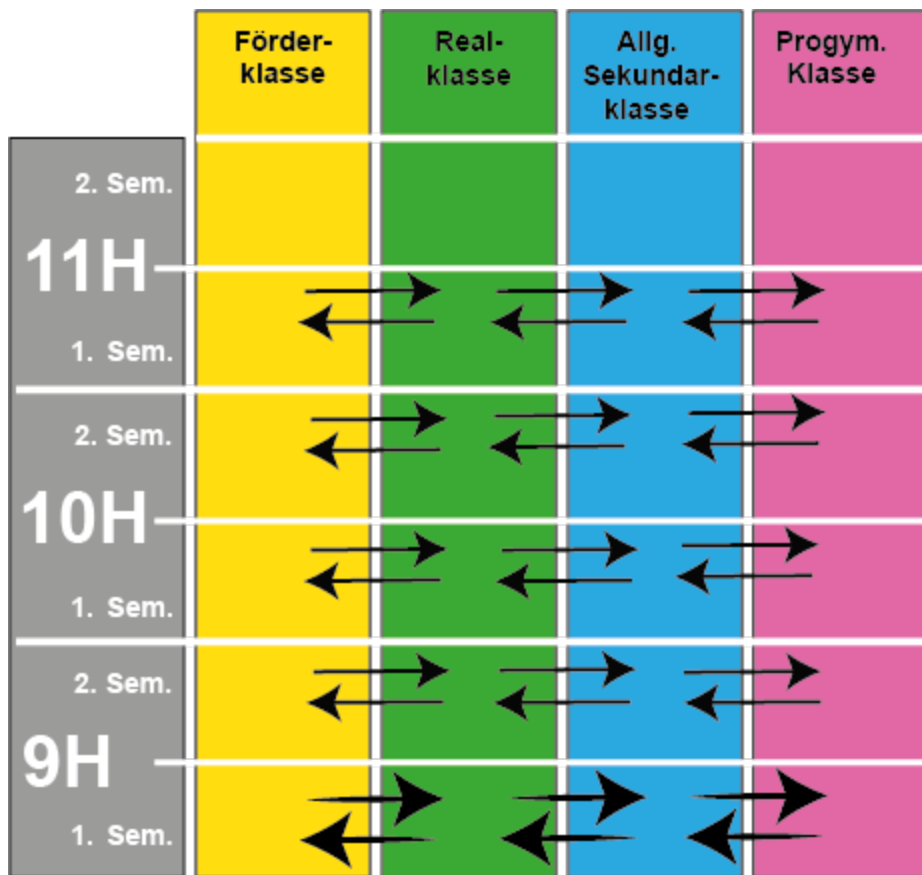 Förder-
klasse
Real-
klasse
Allg.
Sekundar-
klasse
Progym.
Klasse
2. Sem.
11H
1. Sem.
2. Sem.
10H
1. Sem.
2. Sem.
9H
1. Sem.